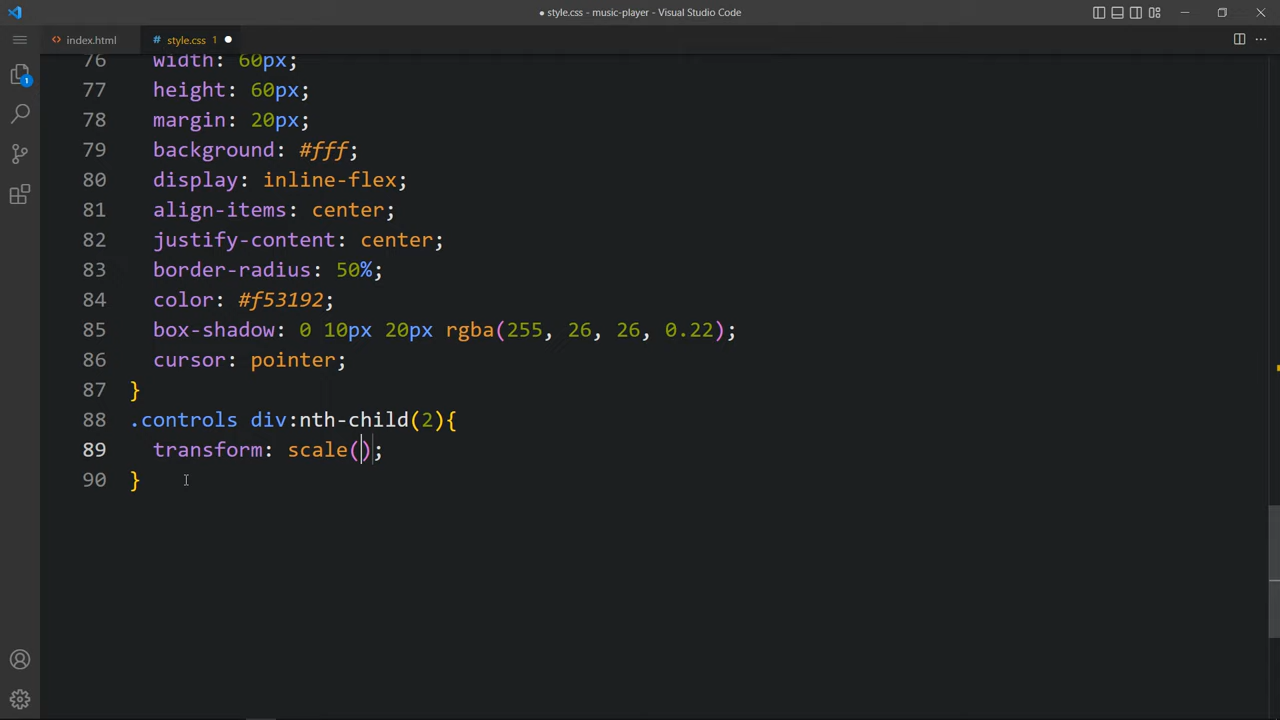 ● style.css - music-player - Visual Studio Code
<> index.html
# style.css 1 ●
1
76 width: 60px;
77 height: 60px;
78 margin: 20px;
79 background: #fff;
80 display: inline-flex;
81 align-items: center;
82 justify-content: center;
83 border-radius: 50%;
84 color: #f53192;
85 box-shadow: 0 10px 20px rgba(255, 26, 26, 0.22);
86 cursor: pointer;
87 }
88 .controls div:nth-child(2){
89 transform: scale();
90 }